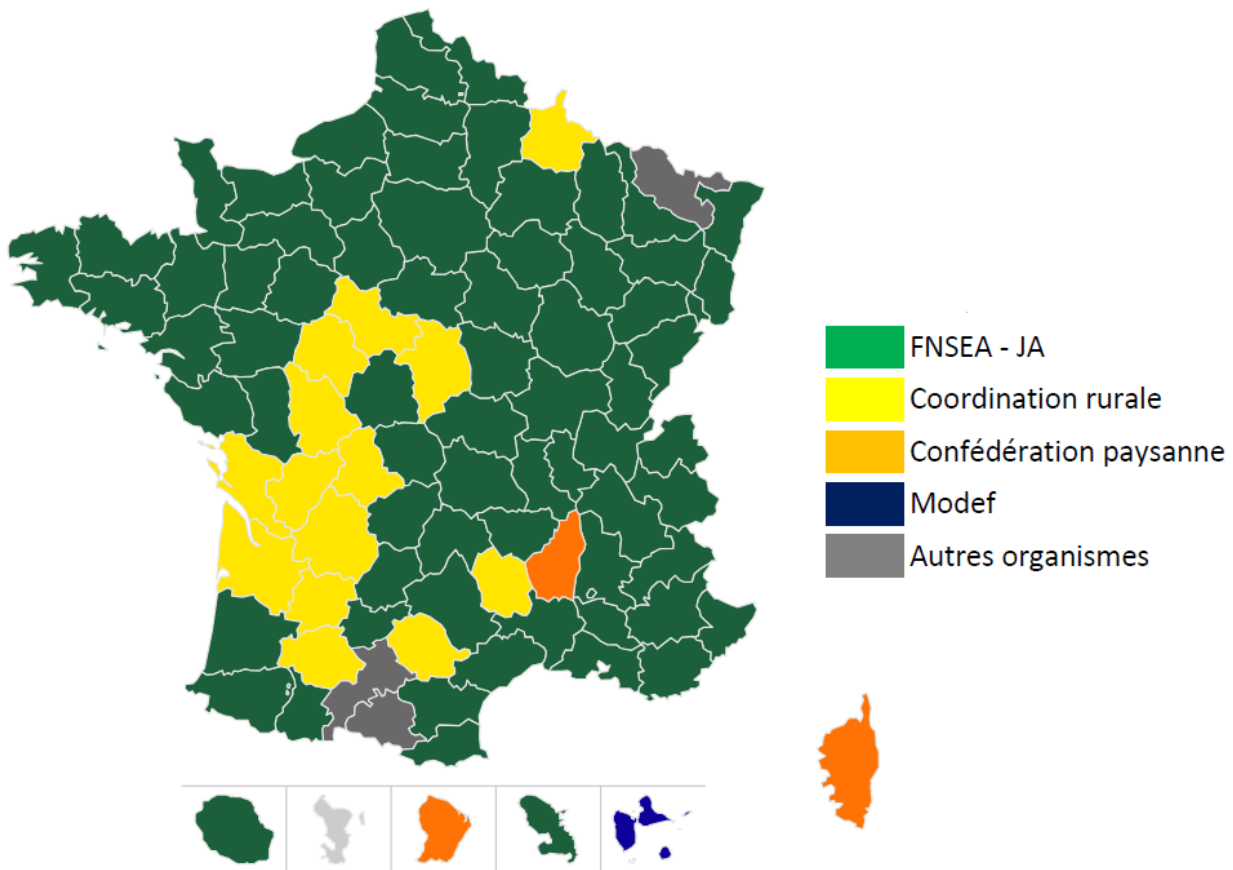 FNSEA - JA
Coordination rurale
Confédération paysanne
Modef
Autres organismes